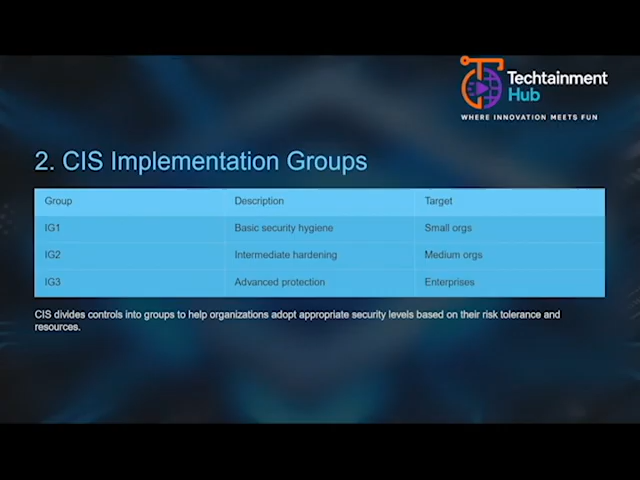 Techtainment
Hub
WHERE INNOVATION MEETS FUN
2. CIS Implementation Groups
Group Description Target
IG1 Basic security hygiene Small orgs
IG2 Intermediate hardening Medium orgs
IG3 Advanced protection Enterprises
CIS divides controls into groups to help organizations adopt appropriate security levels based on their risk tolerance and
resources.